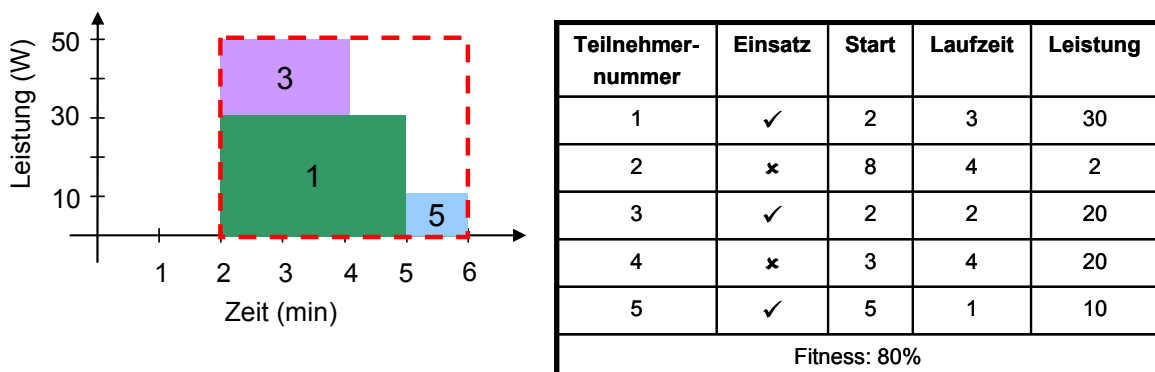 Leistung (W)
50
30
10
3
1
5
1 2 3 4 5 6
Zeit (min)
Teilnehmer-
nummer Einsatz Start Laufzeit Leistung
1 ✓ 2 3 30
2 ✗ 8 4 2
3 ✓ 2 2 20
4 ✗ 3 4 20
5 ✓ 5 1 10
Fitness: 80%